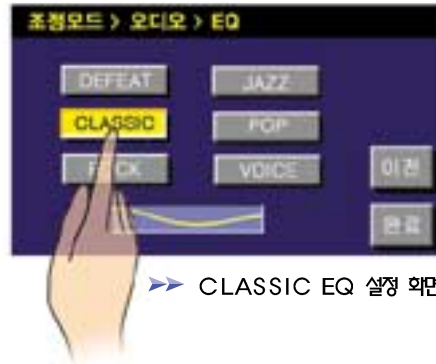 조정모드 > 오디오 > EQ
DEFEAT JAZZ
CLASSIC POP
ROCK VOICE
이전
완료
CLASSIC EQ 설정 화면